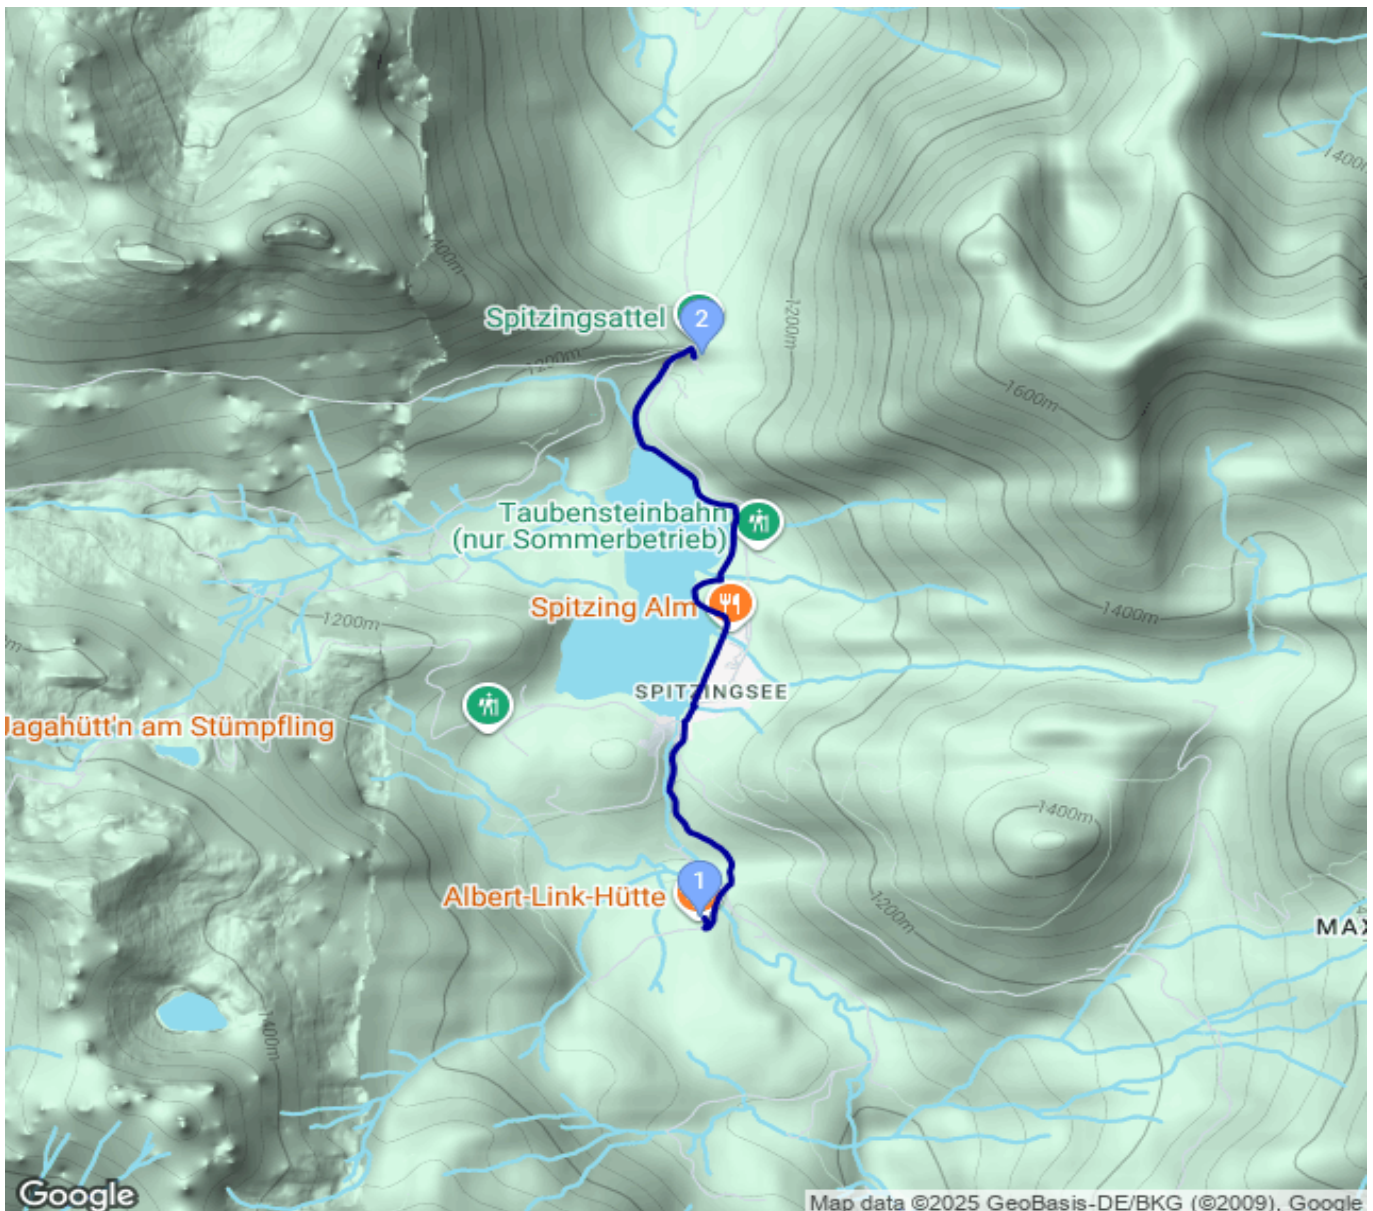 1400m
400m
Spitzingsattel
2
1200m
1200m
1600m
Taubensteinbahn
(nur Sommerbetrieb)
Spitzing Alm
1400m
1200m
SPITZINGSEE
Jagahütt'n am Stümpfling
1400m
1
Albert-Link-Hütte
1200m
MAX
1400m
Google
Map data ©2025 GeoBasis-DE/BKG (©2009), Google